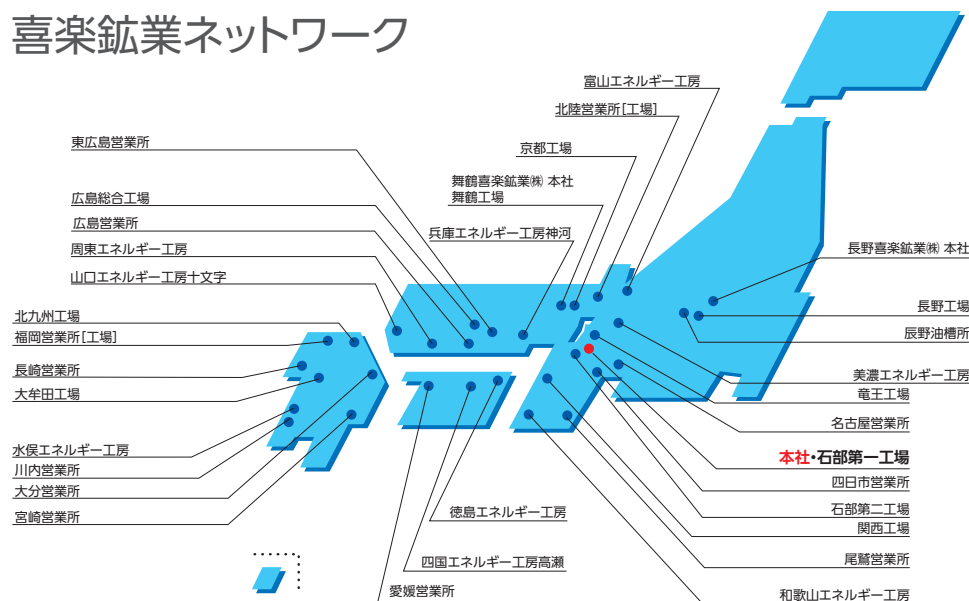 喜楽鉱業ネットワーク
富山エネルギー工房
北陸営業所[工場]
東広島営業所
京都工場
舞鶴喜楽鉱業㈱ 本社
舞鶴工場
広島総合工場
広島営業所
兵庫エネルギー工房神河
周東エネルギー工房
長野喜楽鉱業㈱ 本社
山口エネルギー工房十文字
長野工場
北九州工場
福岡営業所[工場]
辰野油槽所
長崎営業所
美濃エネルギー工房
大牟田工場
竜王工場
名古屋営業所
水俣エネルギー工房
本社・石部第一工場
川内営業所
四日市営業所
大分営業所
石部第二工場
宮崎営業所
徳島エネルギー工房
関西工場
四国エネルギー工房高瀬
尾鷲営業所
愛媛営業所
和歌山エネルギー工房